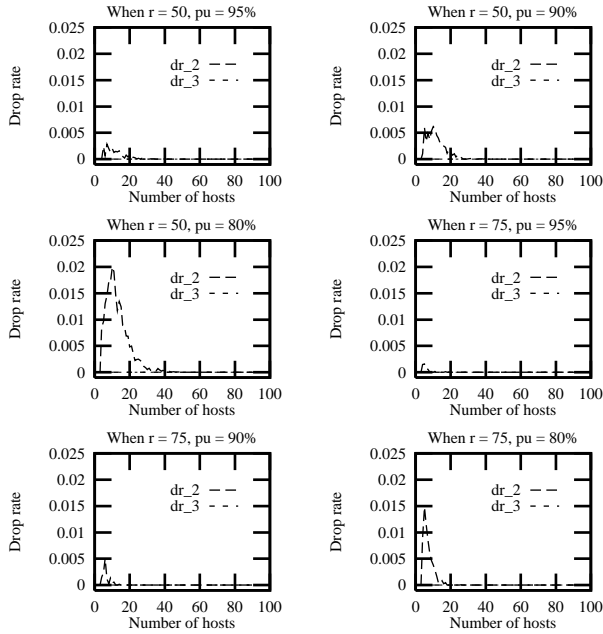 When r = 50, pu = 95%
0.025
0.02
0.015
0.01
0.005
0
Drop rate
dr_2
dr_3
0 20 40 60 80 100
Number of hosts
When r = 50, pu = 90%
0.025
0.02
0.015
0.01
0.005
0
Drop rate
dr_2
dr_3
0 20 40 60 80 100
Number of hosts
When r = 50, pu = 80%
0.025
0.02
0.015
0.01
0.005
0
Drop rate
dr_2
dr_3
0 20 40 60 80 100
Number of hosts
When r = 75, pu = 95%
0.025
0.02
0.015
0.01
0.005
0
Drop rate
dr_2
dr_3
0 20 40 60 80 100
Number of hosts
When r = 75, pu = 90%
0.025
0.02
0.015
0.01
0.005
0
Drop rate
dr_2
dr_3
0 20 40 60 80 100
Number of hosts
When r = 75, pu = 80%
0.025
0.02
0.015
0.01
0.005
0
Drop rate
dr_2
dr_3
0 20 40 60 80 100
Number of hosts